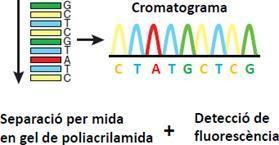 Cromatograma
G
C
T
C
G
T
A
T
C
C T A T G C T C G
Separació per mida
en gel de poliacrilamida
+
Detecció de
fluorescència